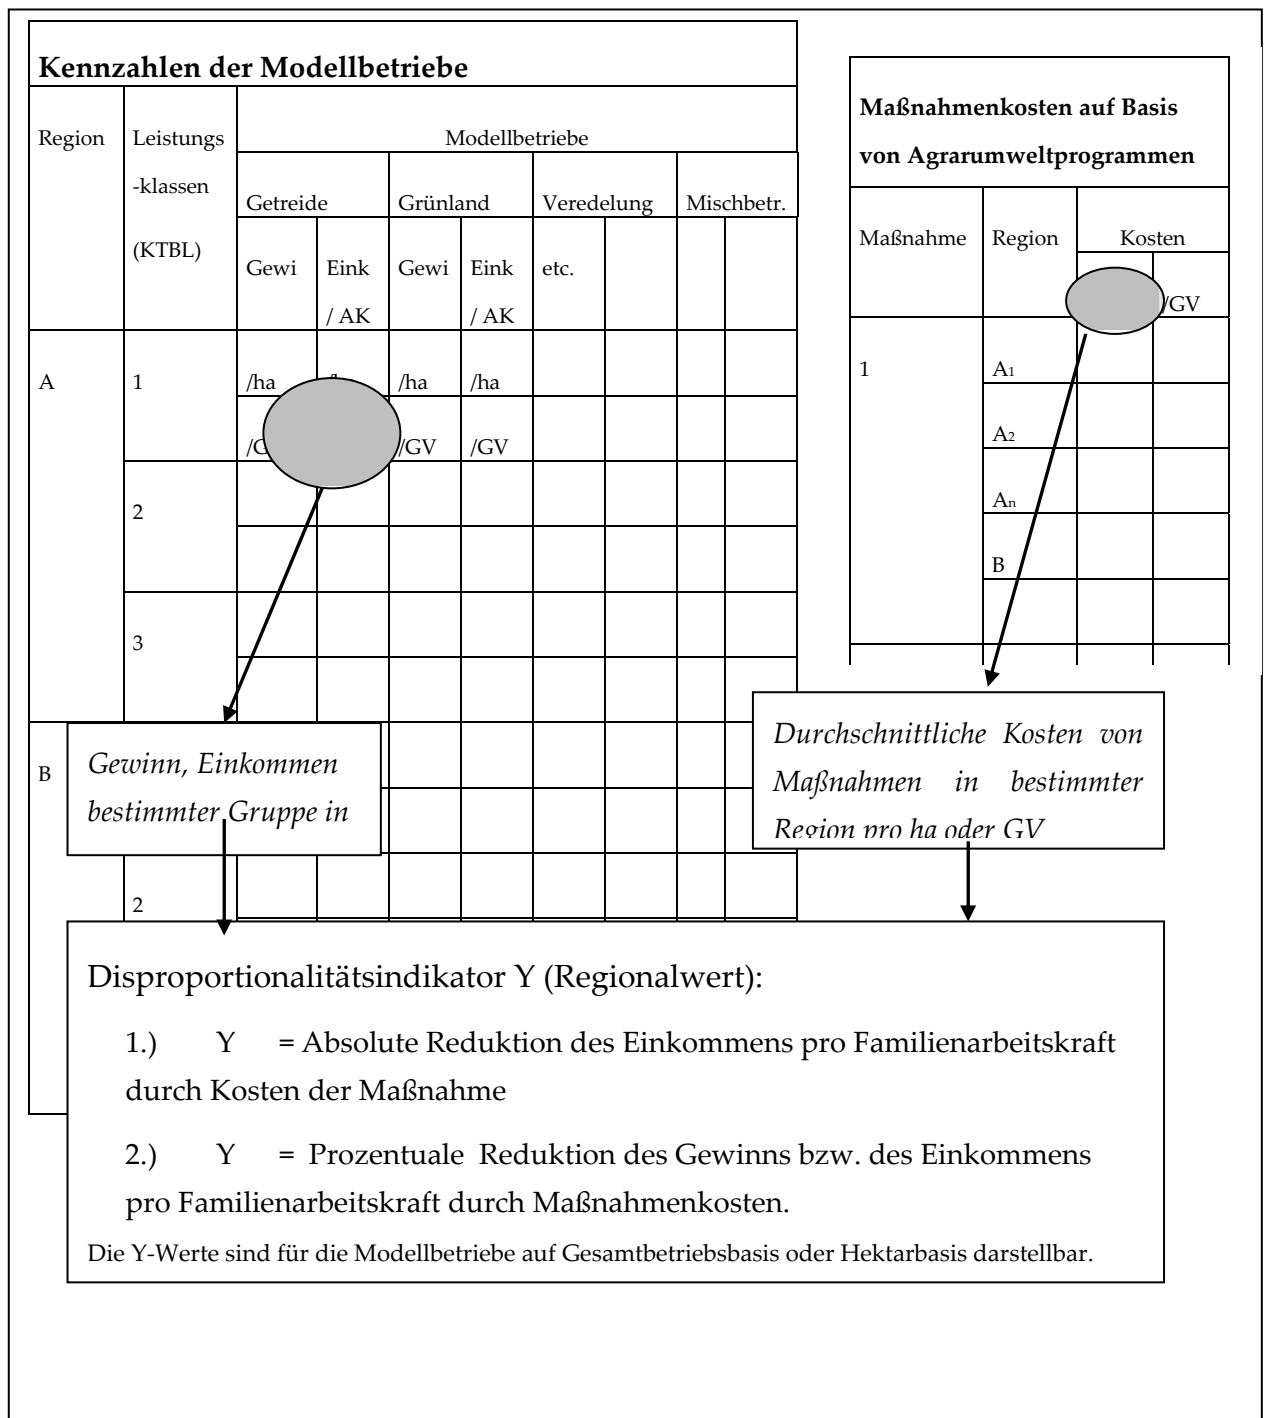 Kennzahlen der Modellbetriebe
Region
Leistungs
-klassen
(KTBL)
Modellbetriebe
Getreide
Grünland
Veredelung
Mischbetr.
Gewi
Eink
/ AK
Gewi
Eink
/ AK
etc.
A
1
/ha
/ha
/ha
/GV
/GV
2
3
B
2
Maßnahmenkosten auf Basis
von Agrarumweltprogrammen
Maßnahme
Region
Kosten
/GV
1
A1
A2
An
B
Gewinn, Einkommen
bestimmter Gruppe in
Durchschnittliche Kosten von
Maßnahmen in bestimmter
Region pro ha oder GV
Disproportionalitätsindikator Y (Regionalwert):
1.) Y = Absolute Reduktion des Einkommens pro Familienarbeitskraft
durch Kosten der Maßnahme
2.) Y = Prozentuale Reduktion des Gewinns bzw. des Einkommens
pro Familienarbeitskraft durch Maßnahmenkosten.
Die Y-Werte sind für die Modellbetriebe auf Gesamtbetriebsbasis oder Hektarbasis darstellbar.